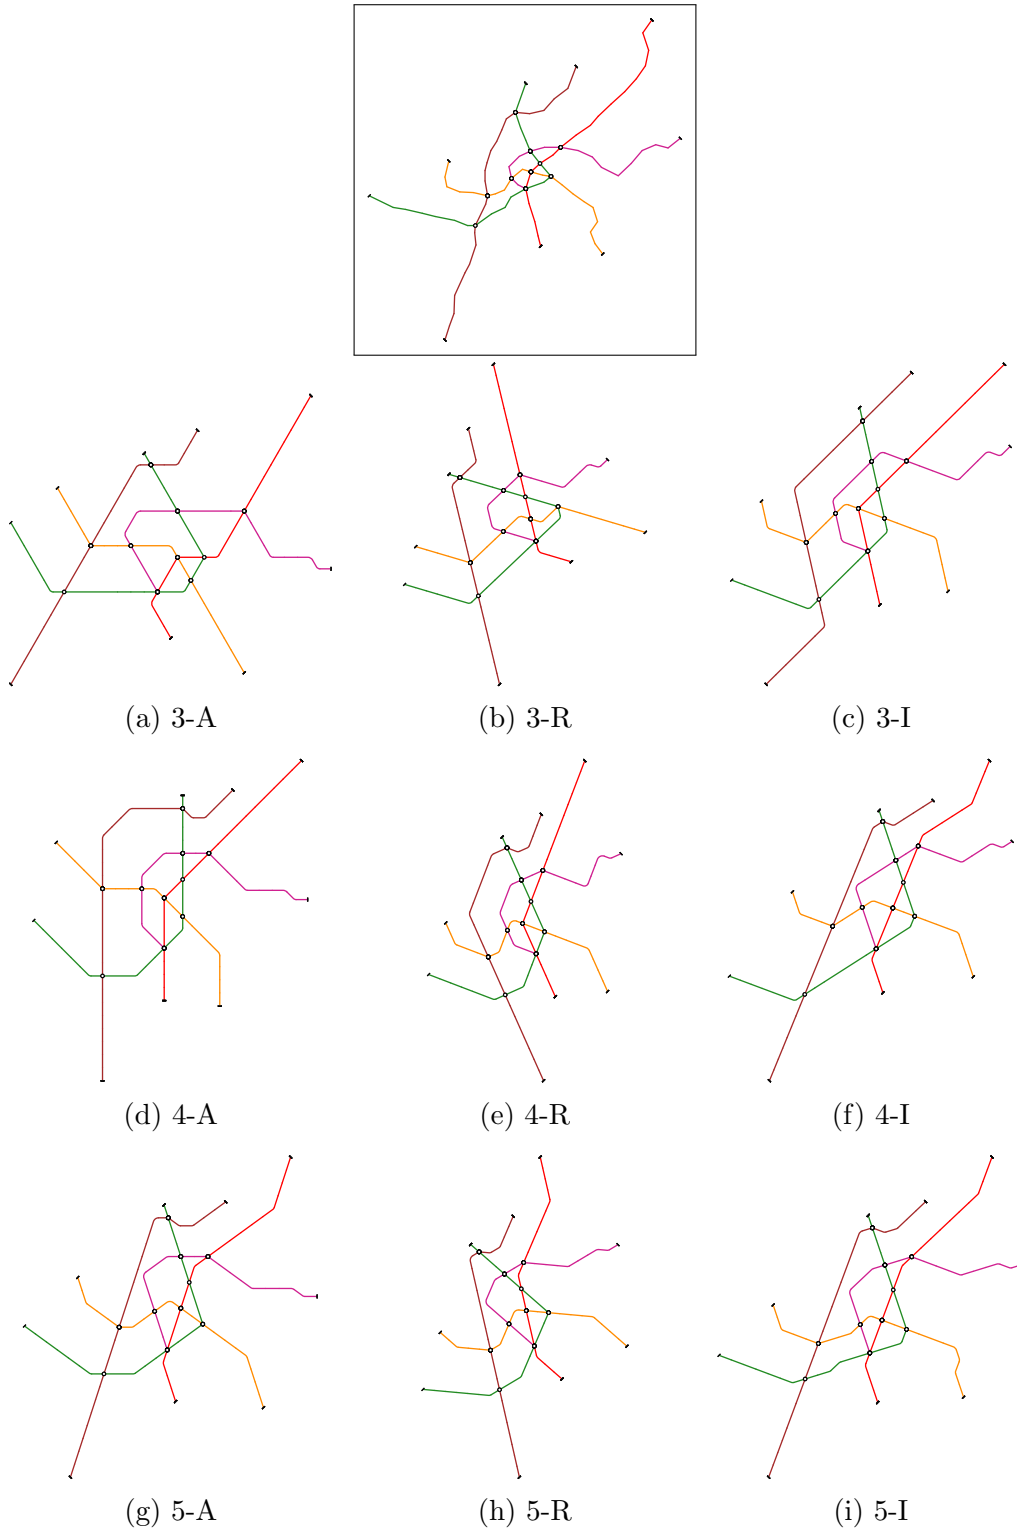 (a) 3-A
(b) 3-R
(c) 3-I
(d) 4-A
(e) 4-R
(f) 4-I
(g) 5-A
(h) 5-R
(i) 5-I